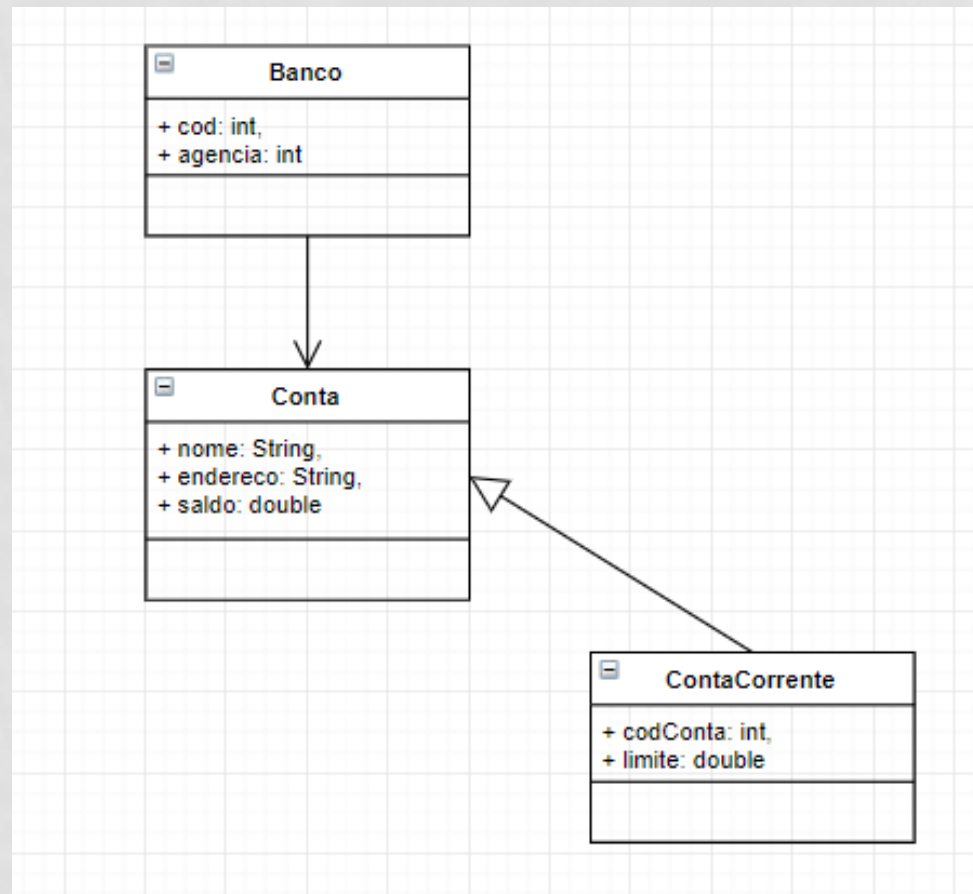 Banco
+ cod: int,
+ agencia: int
Conta
+ nome: String,
+ endereco: String,
+ saldo: double
ContaCorrente
+ codConta: int,
+ limite: double